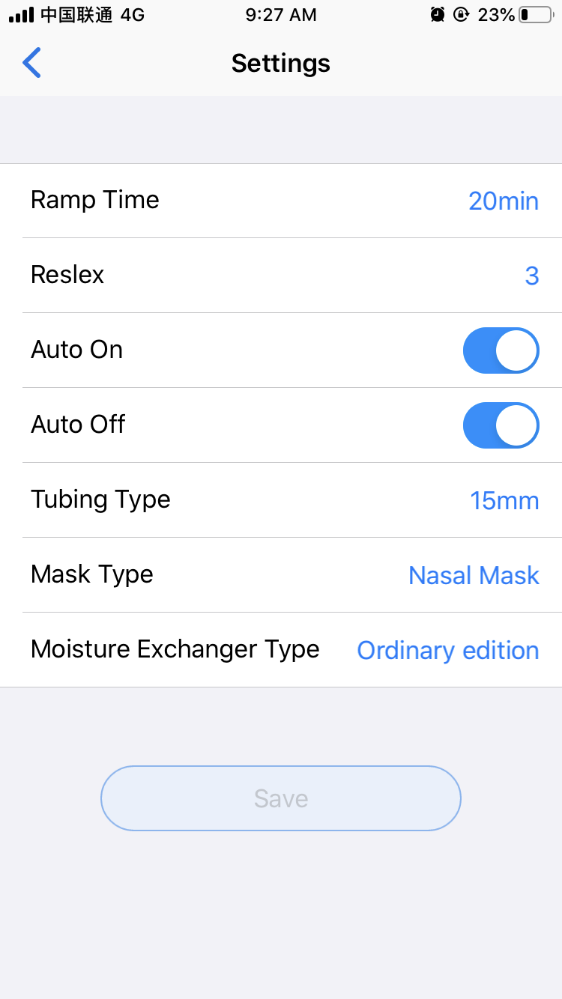 中国联通 4G 9:27 AM 23%
Settings
Ramp Time 20min
Reslex 3
Auto On
Auto Off
Tubing Type 15mm
Mask Type Nasal Mask
Moisture Exchanger Type Ordinary edition
Save